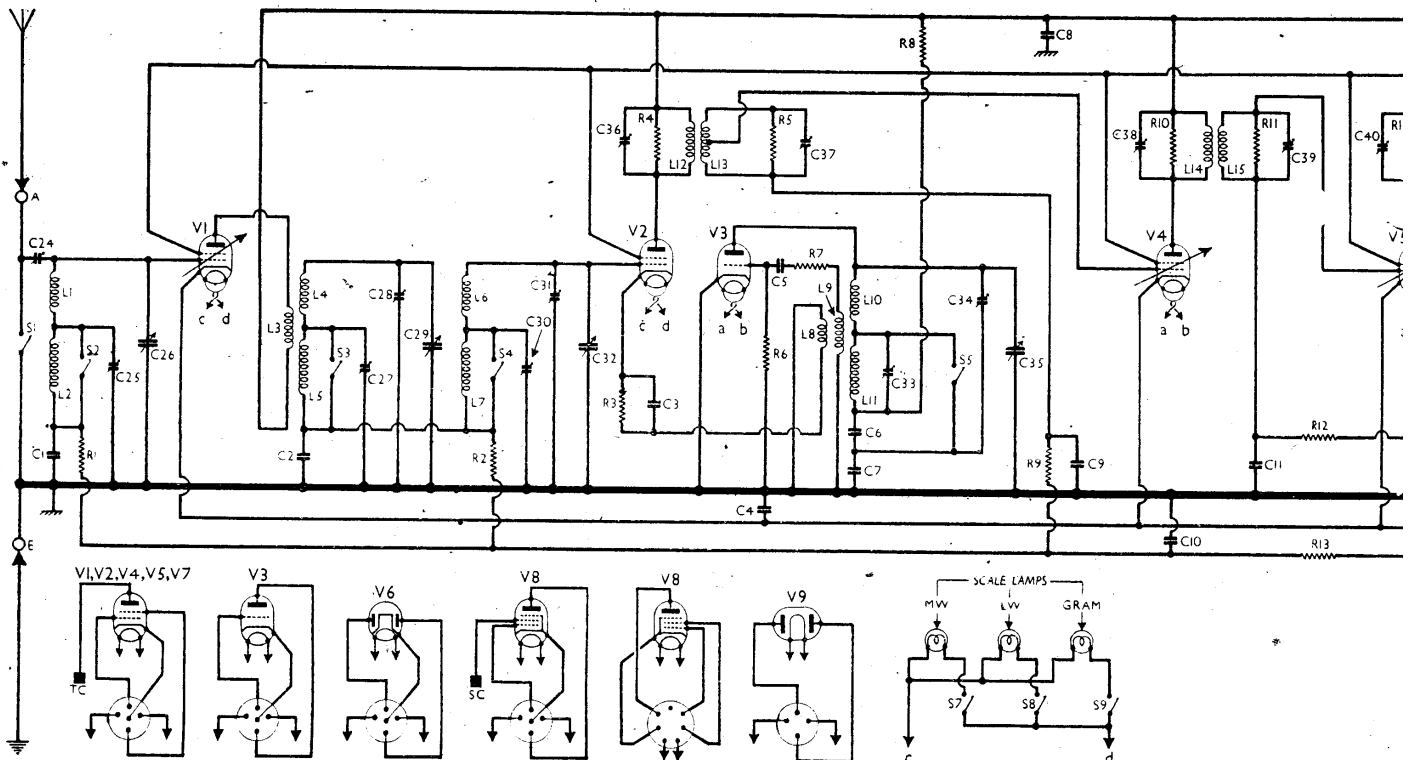 R8
C8
R4
R5
C36
L12
L13
C37
C38
R10
L14
L15
R11
C39
C40
A
C24
V1
V2
V3
V4
L1
S1
S2
L2
C25
C26
C1
R1
c d
L3
L4
L5
S3
C28
C27
C29
C2
L6
L7
S4
C31
C30
C32
R2
c d
R3
C3
a b
C5
R7
R6
L9
L8
L10
L11
C33
C34
S5
C35
C6
C7
C4
R9
C9
a b
C11
R12
C10
R13
E
V1,V2,V4,V5,V7
V3
V6
V8
V8
V9
TC
SC
SCALE LAMPS
MW LW GRAM
S7
S8
S9
d